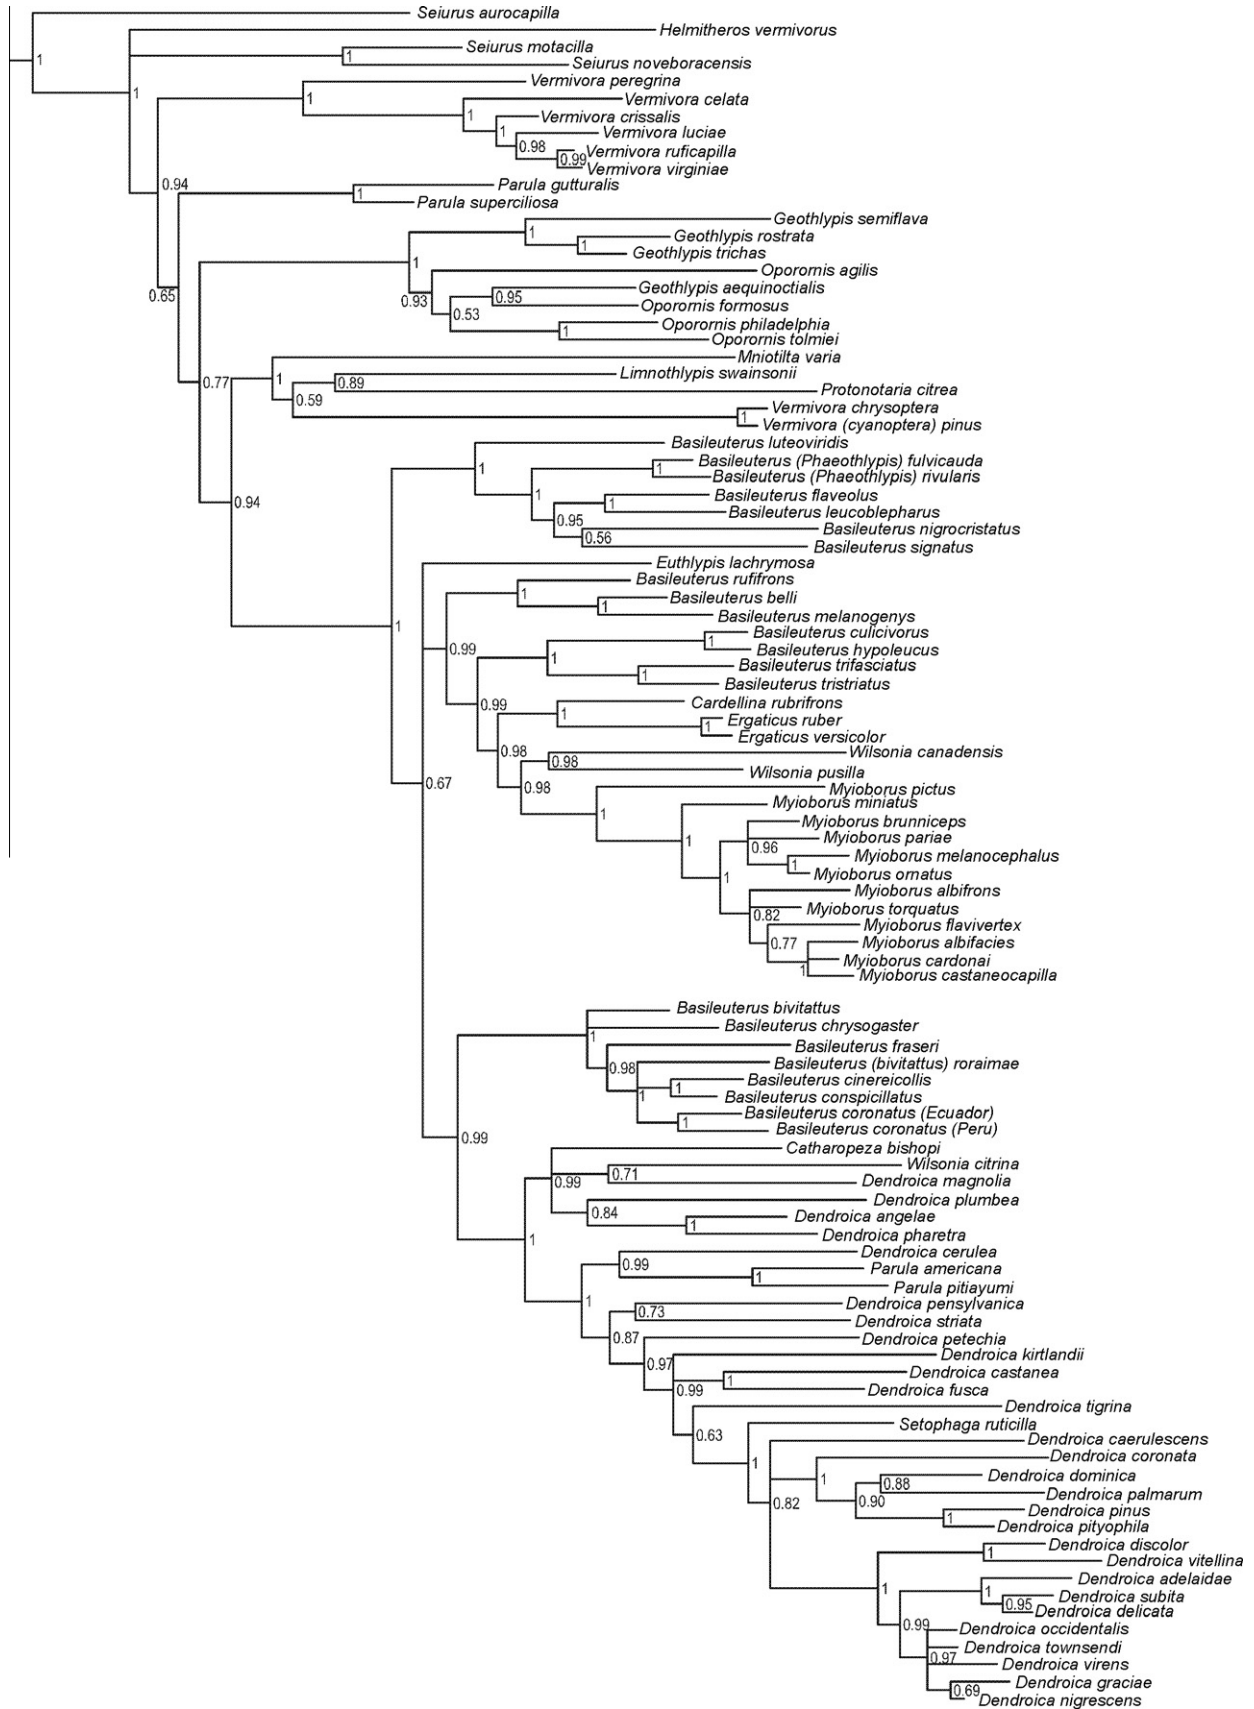 Seiurus aurocapilla
Helmitheros vermivorus
1
Seiurus motacilla
1
Seiurus noveboracensis
Vermivora peregrina
1
1
Vermivora celata
1
Vermivora crissalis
1
Vermivora luciae
0.98
Vermivora ruficapilla
0.99
Vermivora virginiae
0.94
Parula gutturalis
1
Parula superciliosa
Geothlypis semiflava
1
Geothlypis rostrata
1
Geothlypis trichas
1
Oporornis agilis
Geothlypis aequinoctialis
0.65
0.93
0.95
Oporornis formosus
0.53
Oporornis philadelphia
1
Oporornis tolmiei
Mniotilta varia
Limnothlypis swainsonii
0.77
1
0.89
Protonotaria citrea
0.59
Vermivora chrysoptera
1
Vermivora (cyanoptera) pinus
Basileuterus luteoviridis
Basileuterus (Phaeothlypis) fulvicauda
1
1
Basileuterus (Phaeothlypis) rivularis
1
Basileuterus flaveolus
0.94
1
Basileuterus leucoblepharus
0.95
Basileuterus nigrocristatus
0.56
Basileuterus signatus
Euthlypis lachrymosa
Basileuterus rufifrons
1
Basileuterus belli
1
Basileuterus melanogenys
1
Basileuterus culicivorus
1
0.99
Basileuterus hypoleucus
1
Basileuterus trifasciatus
1
Basileuterus tristriatus
0.99
Cardellina rubrifrons
1
Ergaticus ruber
1
Ergaticus versicolor
0.98
Wilsonia canadensis
0.98
Wilsonia pusilla
0.67
0.98
Myioborus pictus
Myioborus miniatus
1
Myioborus brunniceps
Myioborus pariae
1
0.96
Myioborus melanocephalus
1
Myioborus ornatus
1
Myioborus albifrons
Myioborus torquatus
0.82
Myioborus flavivertex
0.77
Myioborus albifacies
Myioborus cardonai
1
Myioborus castaneocapilla
Basileuterus bivitattus
Basileuterus chrysogaster
1
Basileuterus fraseri
Basileuterus (bivitattus) roraimae
0.98
Basileuterus cinereicollis
1
1
Basileuterus conspicillatus
Basileuterus coronatus (Ecuador)
1
Basileuterus coronatus (Peru)
0.99
Catharopeza bishopi
Wilsonia citrina
0.71
0.99
Dendroica magnolia
Dendroica plumbea
0.84
Dendroica angelae
1
Dendroica pharetra
1
Dendroica cerulea
0.99
Parula americana
1
Parula pitiayumi
1
Dendroica pensylvanica
0.73
Dendroica striata
0.87
Dendroica petechia
Dendroica kirtlandii
0.97
Dendroica castanea
1
0.99
Dendroica fusca
Dendroica tigrina
Setophaga ruticilla
0.63
Dendroica caerulescens
Dendroica coronata
1
1
Dendroica dominica
0.88
Dendroica palmarum
0.82
0.90
Dendroica pinus
1
Dendroica pityophila
Dendroica discolor
1
Dendroica vitellina
1
Dendroica adelaidae
1
Dendroica subita
0.95
Dendroica delicata
0.99
Dendroica occidentalis
Dendroica townsendi
0.97
Dendroica virens
Dendroica graciae
0.69
Dendroica nigrescens